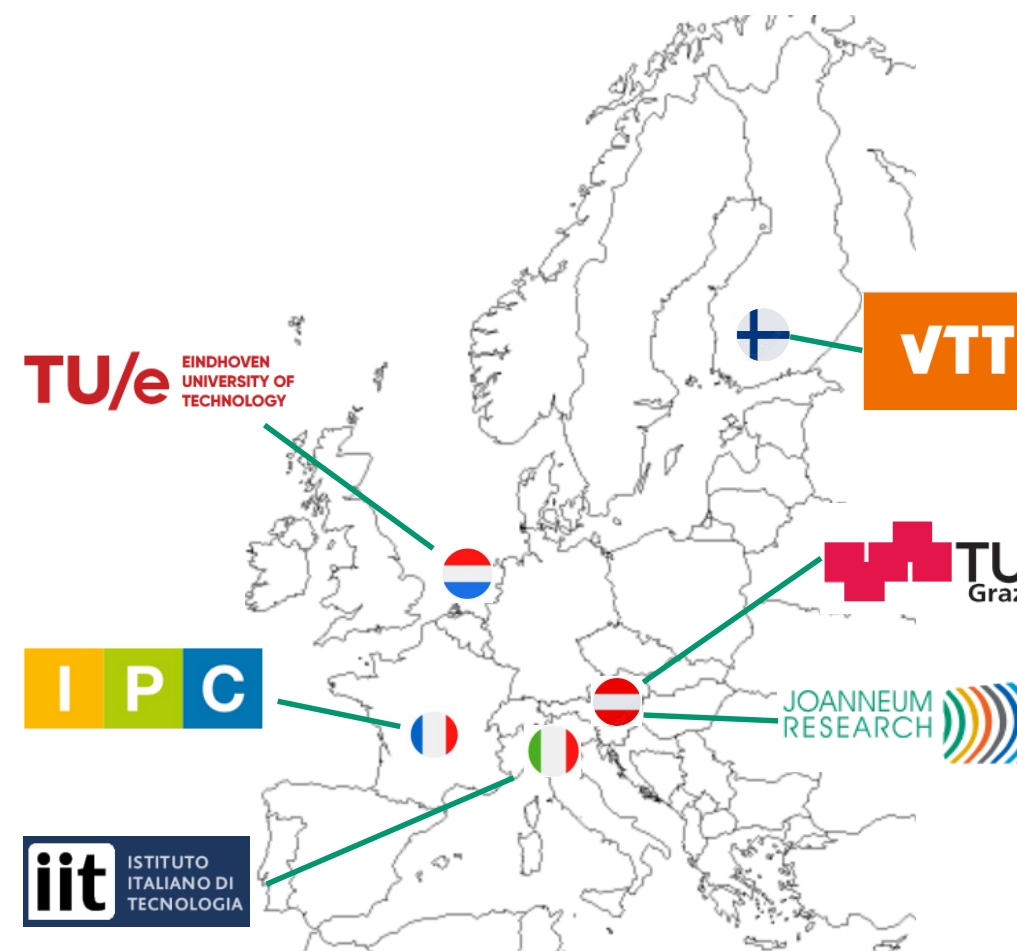 TU/e EINDHOVEN
UNIVERSITY OF
TECHNOLOGY
VTT
TU
Graz
I P C
JOANNEUM
RESEARCH
iit ISTITUTO
ITALIANO DI
TECNOLOGIA